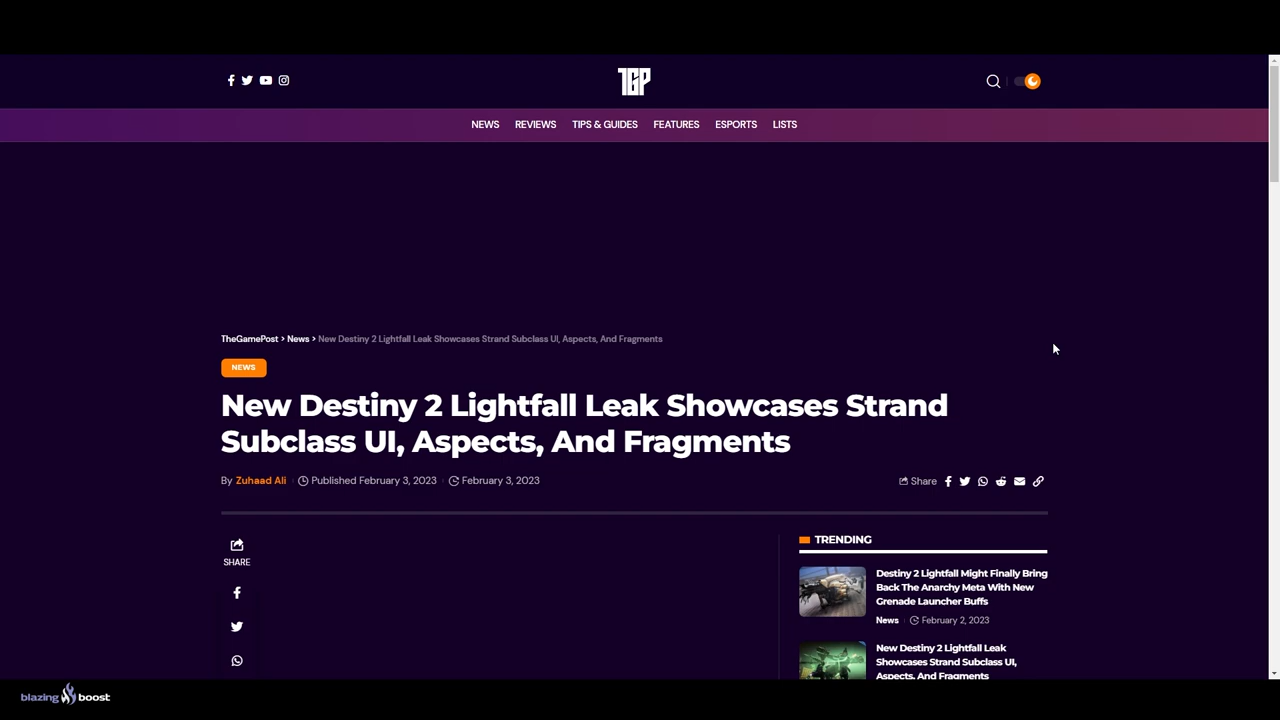 TGP
NEWS REVIEWS TIPS & GUIDES FEATURES ESPORTS LISTS
TheGamePost > News > New Destiny 2 Lightfall Leak Showcases Strand Subclass UI, Aspects, And Fragments
NEWS
New Destiny 2 Lightfall Leak Showcases Strand
Subclass UI, Aspects, And Fragments
By Zuhaad Ali Published February 3, 2023 February 3, 2023
Share
SHARE
TRENDING
Destiny 2 Lightfall Might Finally Bring
Back The Anarchy Meta With New
Grenade Launcher Buffs
News February 2, 2023
New Destiny 2 Lightfall Leak
Showcases Strand Subclass UI,
Aspects, And Fragments
blazing boost